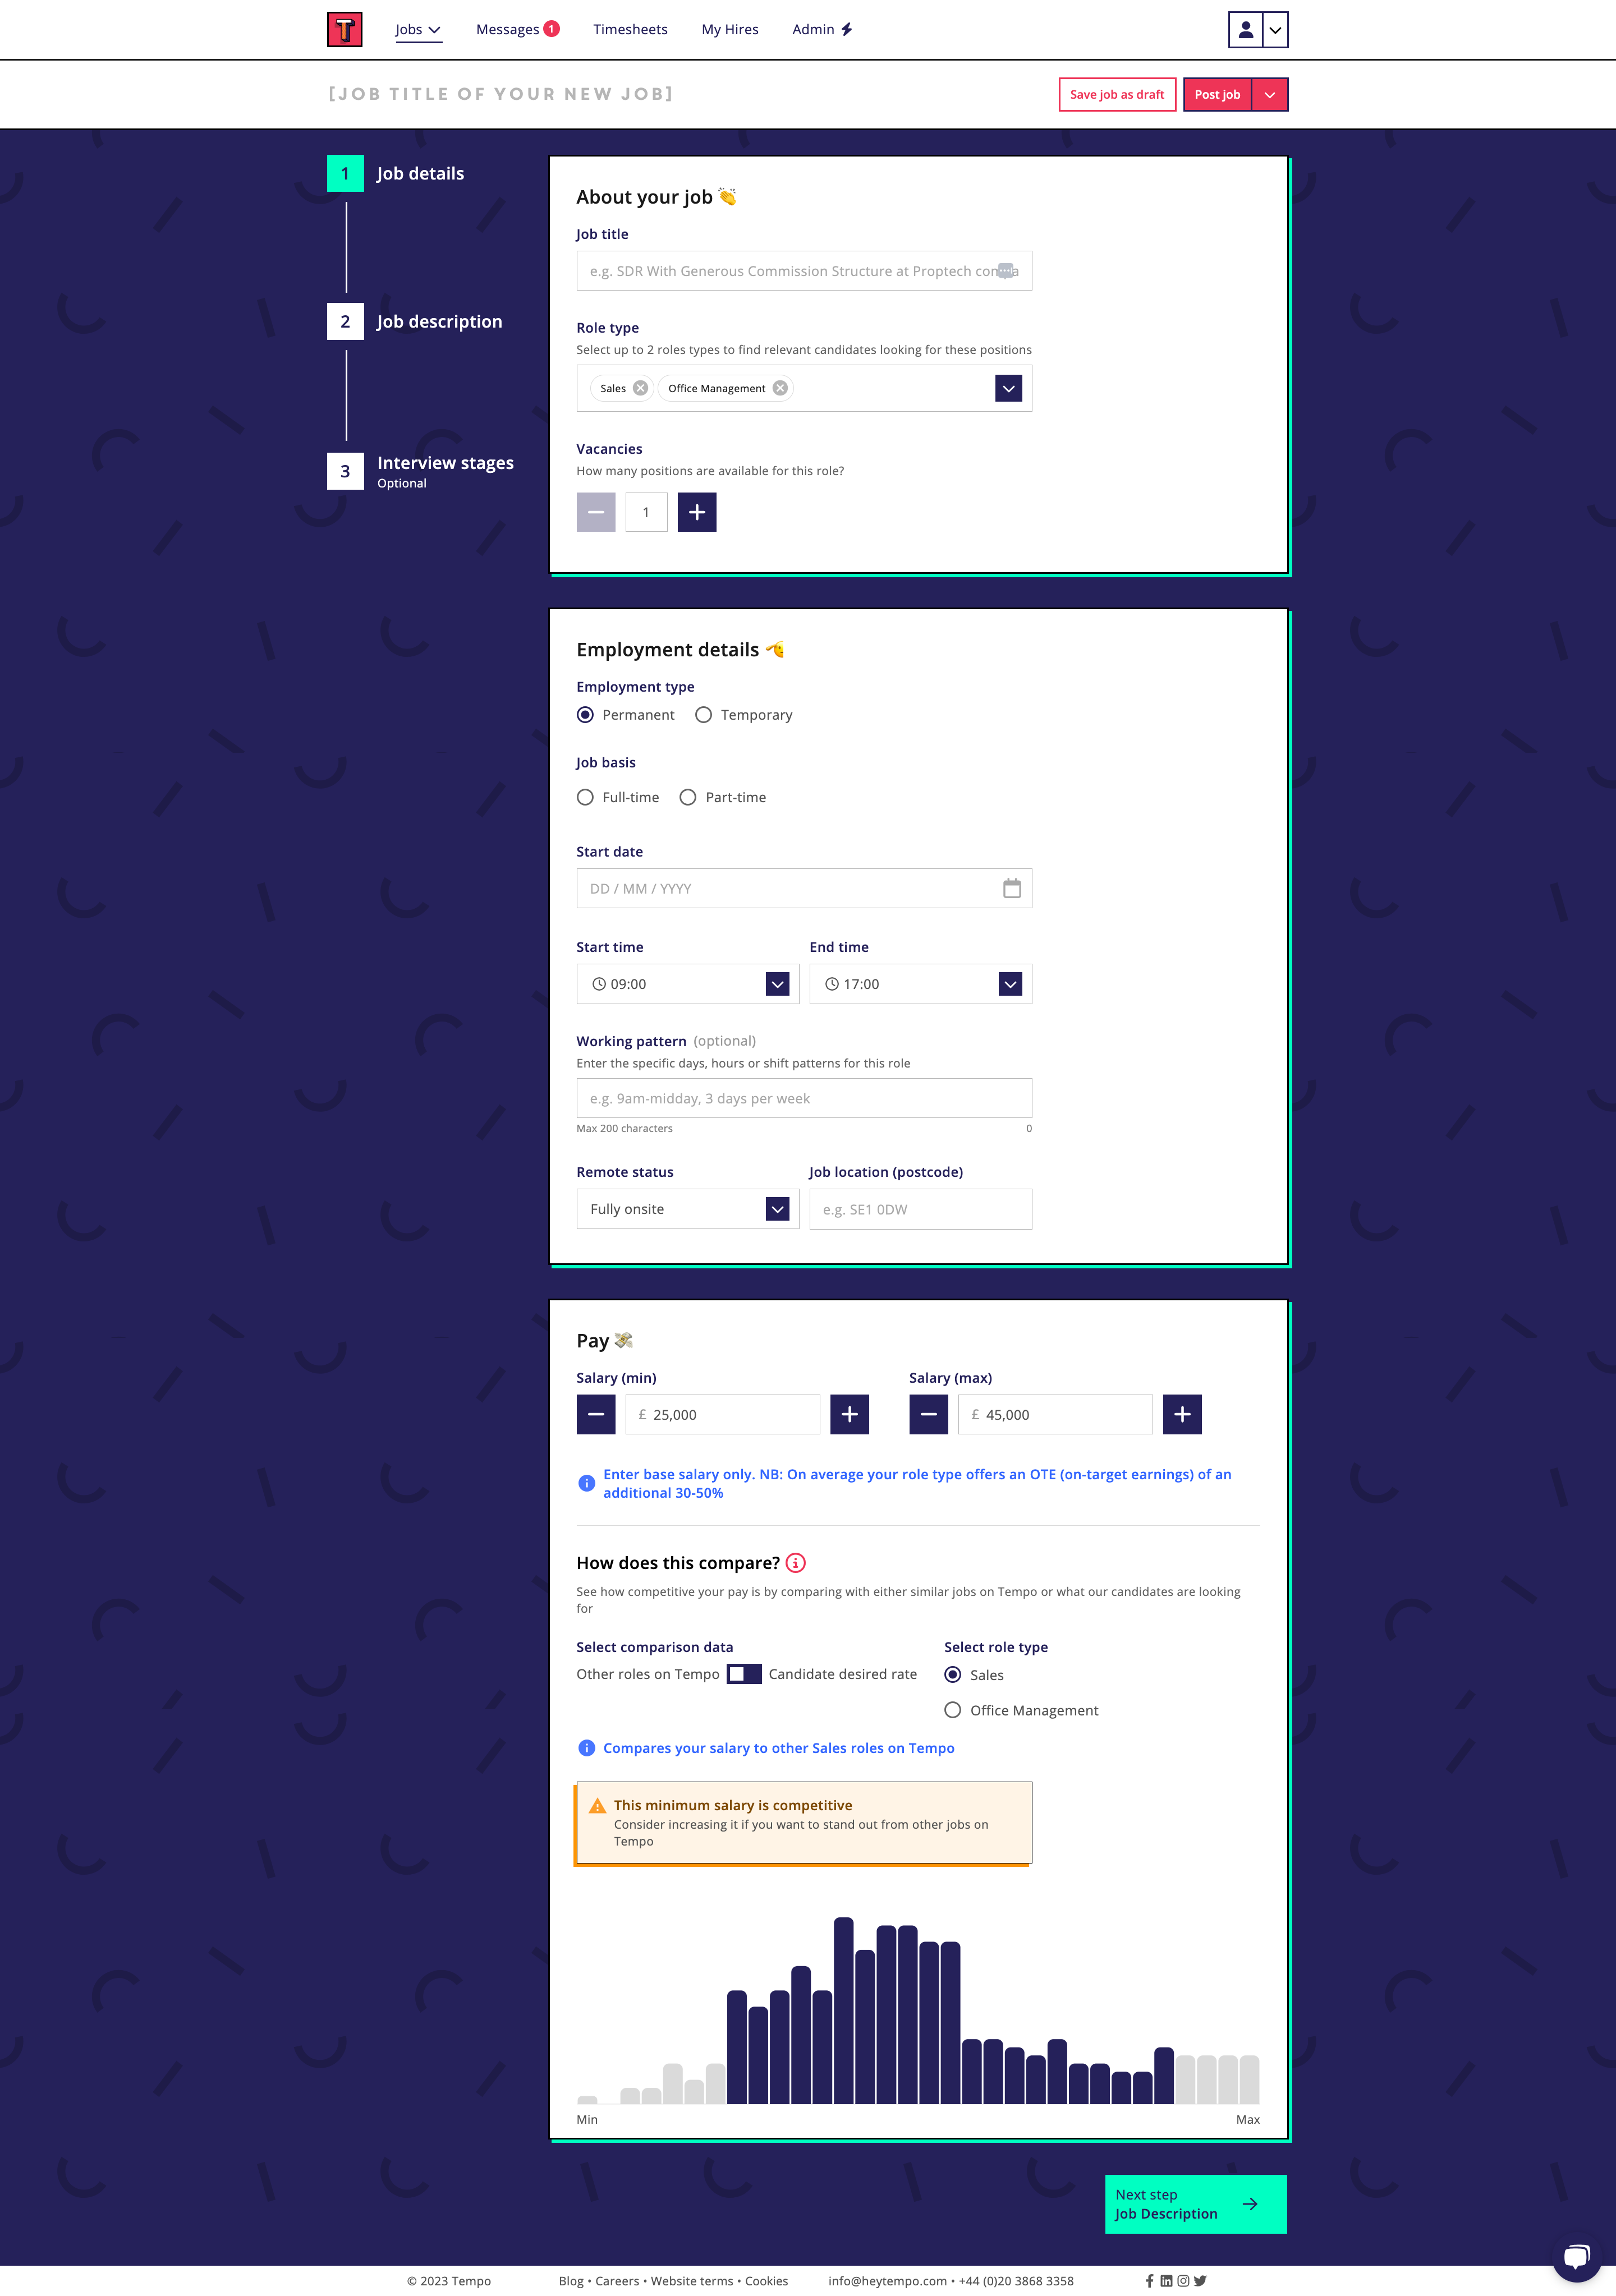 T
Jobs
Messages 1
Timesheets
My Hires
Admin
[JOB TITLE OF YOUR NEW JOB]
Save job as draft
Post job
1 Job details
2 Job description
3 Interview stages
Optional
About your job 👏
Job title
e.g. SDR With Generous Commission Structure at Proptech
Role type
Select up to 2 roles types to find relevant candidates looking for these positions
Sales
Office Management
Vacancies
How many positions are available for this role?
1
Employment details 🤙
Employment type
Permanent
Temporary
Job basis
Full-time
Part-time
Start date
DD / MM / YYYY
Start time
End time
09:00
17:00
Working pattern (optional)
Enter the specific days, hours or shift patterns for this role
e.g. 9am-midday, 3 days per week
Max 200 characters
0
Remote status
Job location (postcode)
Fully onsite
e.g. SE1 0DW
Pay 💸
Salary (min)
Salary (max)
£ 25,000
£ 45,000
Enter base salary only. NB: On average your role type offers an OTE (on-target earnings) of an
additional 30-50%
How does this compare?
See how competitive your pay is by comparing with either similar jobs on Tempo or what our candidates are looking
for
Select comparison data
Select role type
Other roles on Tempo
Candidate desired rate
Sales
Office Management
Compares your salary to other Sales roles on Tempo
This minimum salary is competitive
Consider increasing it if you want to stand out from other jobs on
Tempo
Min
Max
Next step
Job Description
© 2023 Tempo
Blog • Careers • Website terms • Cookies
info@heytempo.com • +44 (0)20 3868 3358